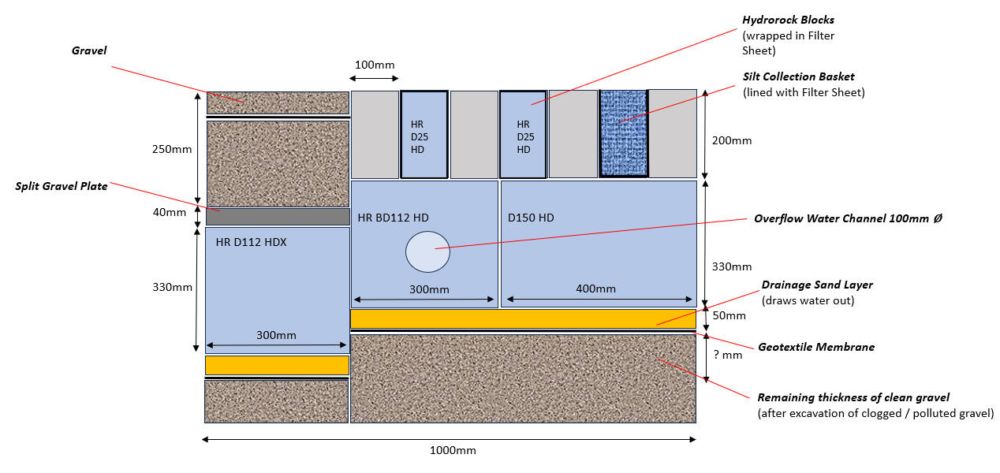 Hydrorock Blocks
(wrapped in Filter
Sheet)
Gravel
100mm
Silt Collection Basket
(lined with Filter Sheet)
HR
D25
HD
HR
D25
HD
250mm
200mm
Split Gravel Plate
40mm
HR BD112 HD
D150 HD
Overflow Water Channel 100mm Ø
HR D112 HDX
330mm
330mm
300mm
400mm
Drainage Sand Layer
(draws water out)
50mm
300mm
Geotextile Membrane
? mm
Remaining thickness of clean gravel
(after excavation of clogged / polluted gravel)
1000mm